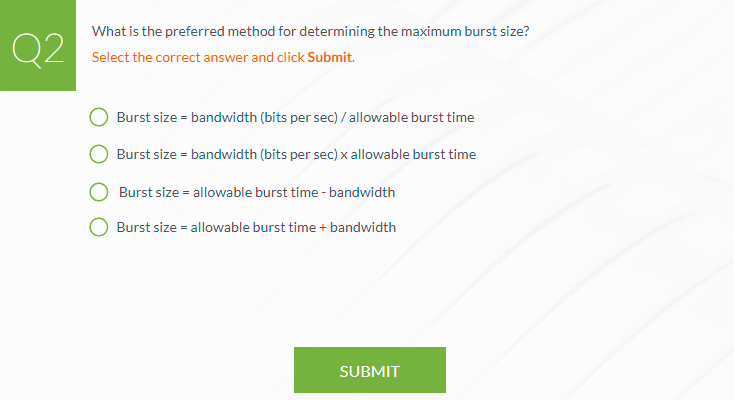 Q2
What is the preferred method for determining the maximum burst size?
Select the correct answer and click Submit.
Burst size = bandwidth (bits per sec) / allowable burst time
Burst size = bandwidth (bits per sec) x allowable burst time
Burst size = allowable burst time - bandwidth
Burst size = allowable burst time + bandwidth
SUBMIT